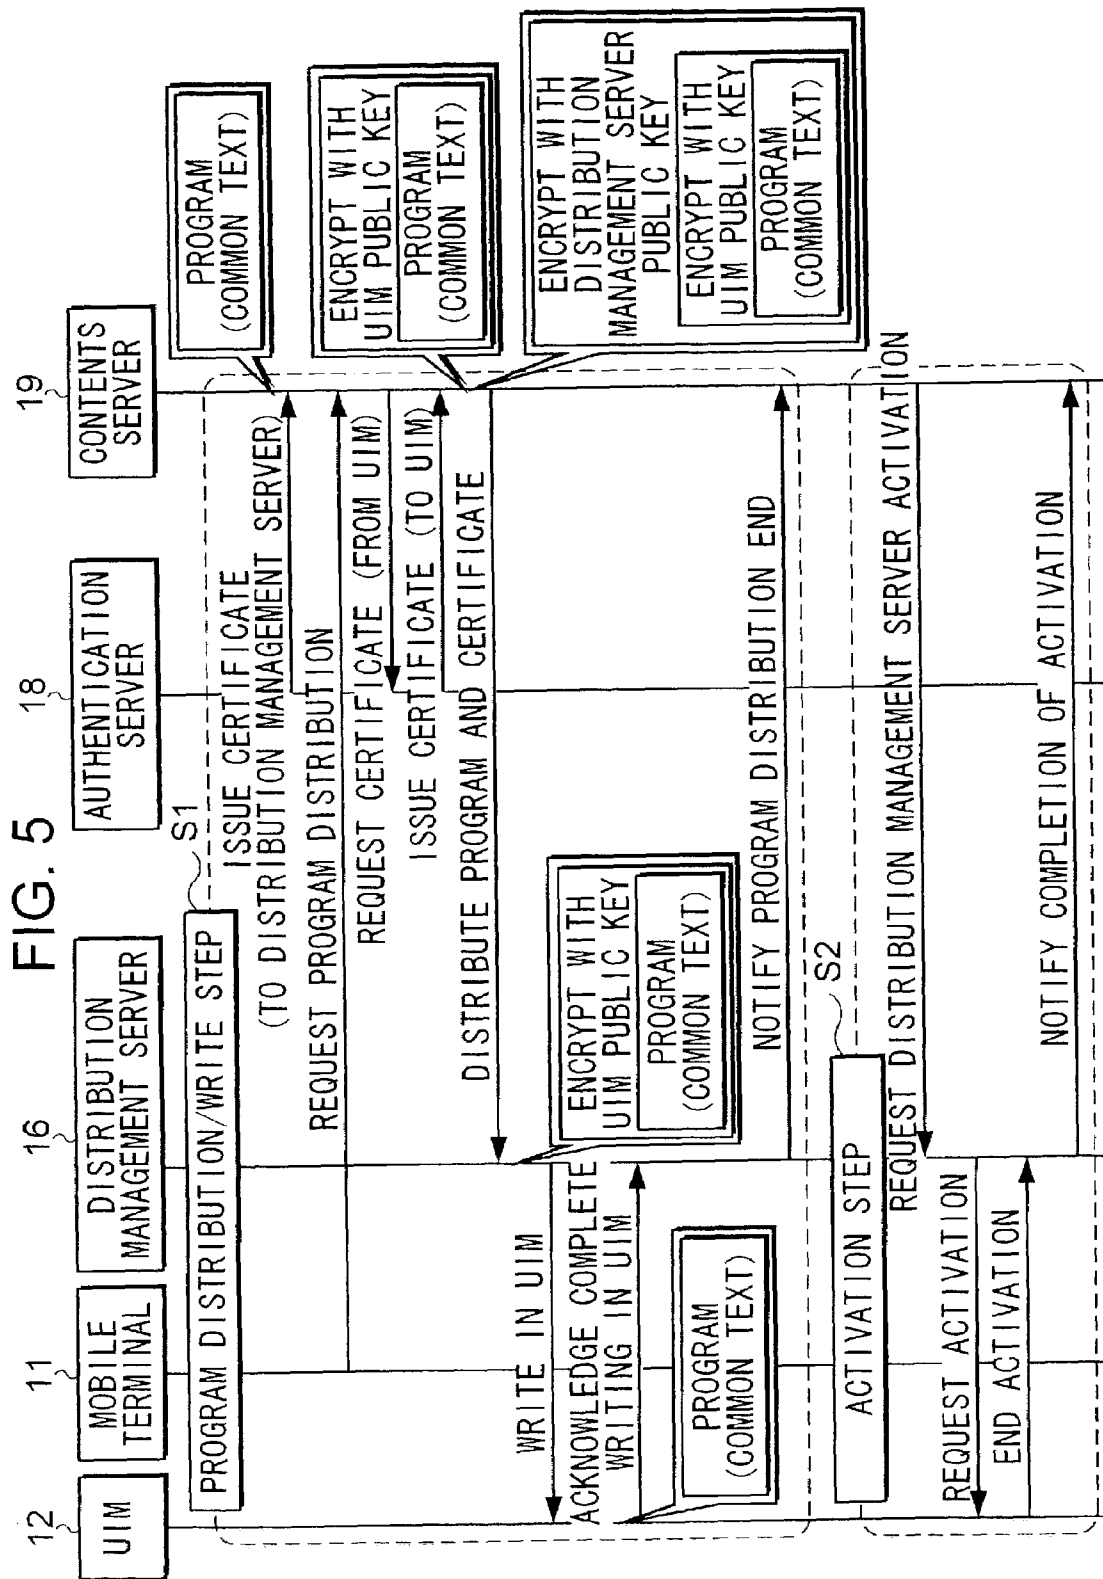 FIG. 5
12
UIM
11
MOBILE
TERMINAL
16
DISTRIBUTION
MANAGEMENT SERVER
18
AUTHENTICATION
SERVER
19
CONTENTS
SERVER
PROGRAM DISTRIBUTION/WRITE STEP
S1
PROGRAM
(COMMON TEXT)
ISSUE CERTIFICATE
(TO DISTRIBUTION MANAGEMENT SERVER)
REQUEST PROGRAM DISTRIBUTION
REQUEST CERTIFICATE (FROM UIM)
ISSUE CERTIFICATE (TO UIM)
ENCRYPT WITH
UIM PUBLIC KEY
PROGRAM
(COMMON TEXT)
DISTRIBUTE PROGRAM AND CERTIFICATE
ENCRYPT WITH
DISTRIBUTION
MANAGEMENT SERVER
PUBLIC KEY
ENCRYPT WITH
UIM PUBLIC KEY
PROGRAM
(COMMON TEXT)
WRITE IN UIM
ENCRYPT WITH
UIM PUBLIC KEY
PROGRAM
(COMMON TEXT)
ACKNOWLEDGE COMPLETE
WRITING IN UIM
PROGRAM
(COMMON TEXT)
NOTIFY PROGRAM DISTRIBUTION END
ACTIVATION STEP
S2
REQUEST DISTRIBUTION MANAGEMENT SERVER ACTIVATION
REQUEST ACTIVATION
END ACTIVATION
NOTIFY COMPLETION OF ACTIVATION